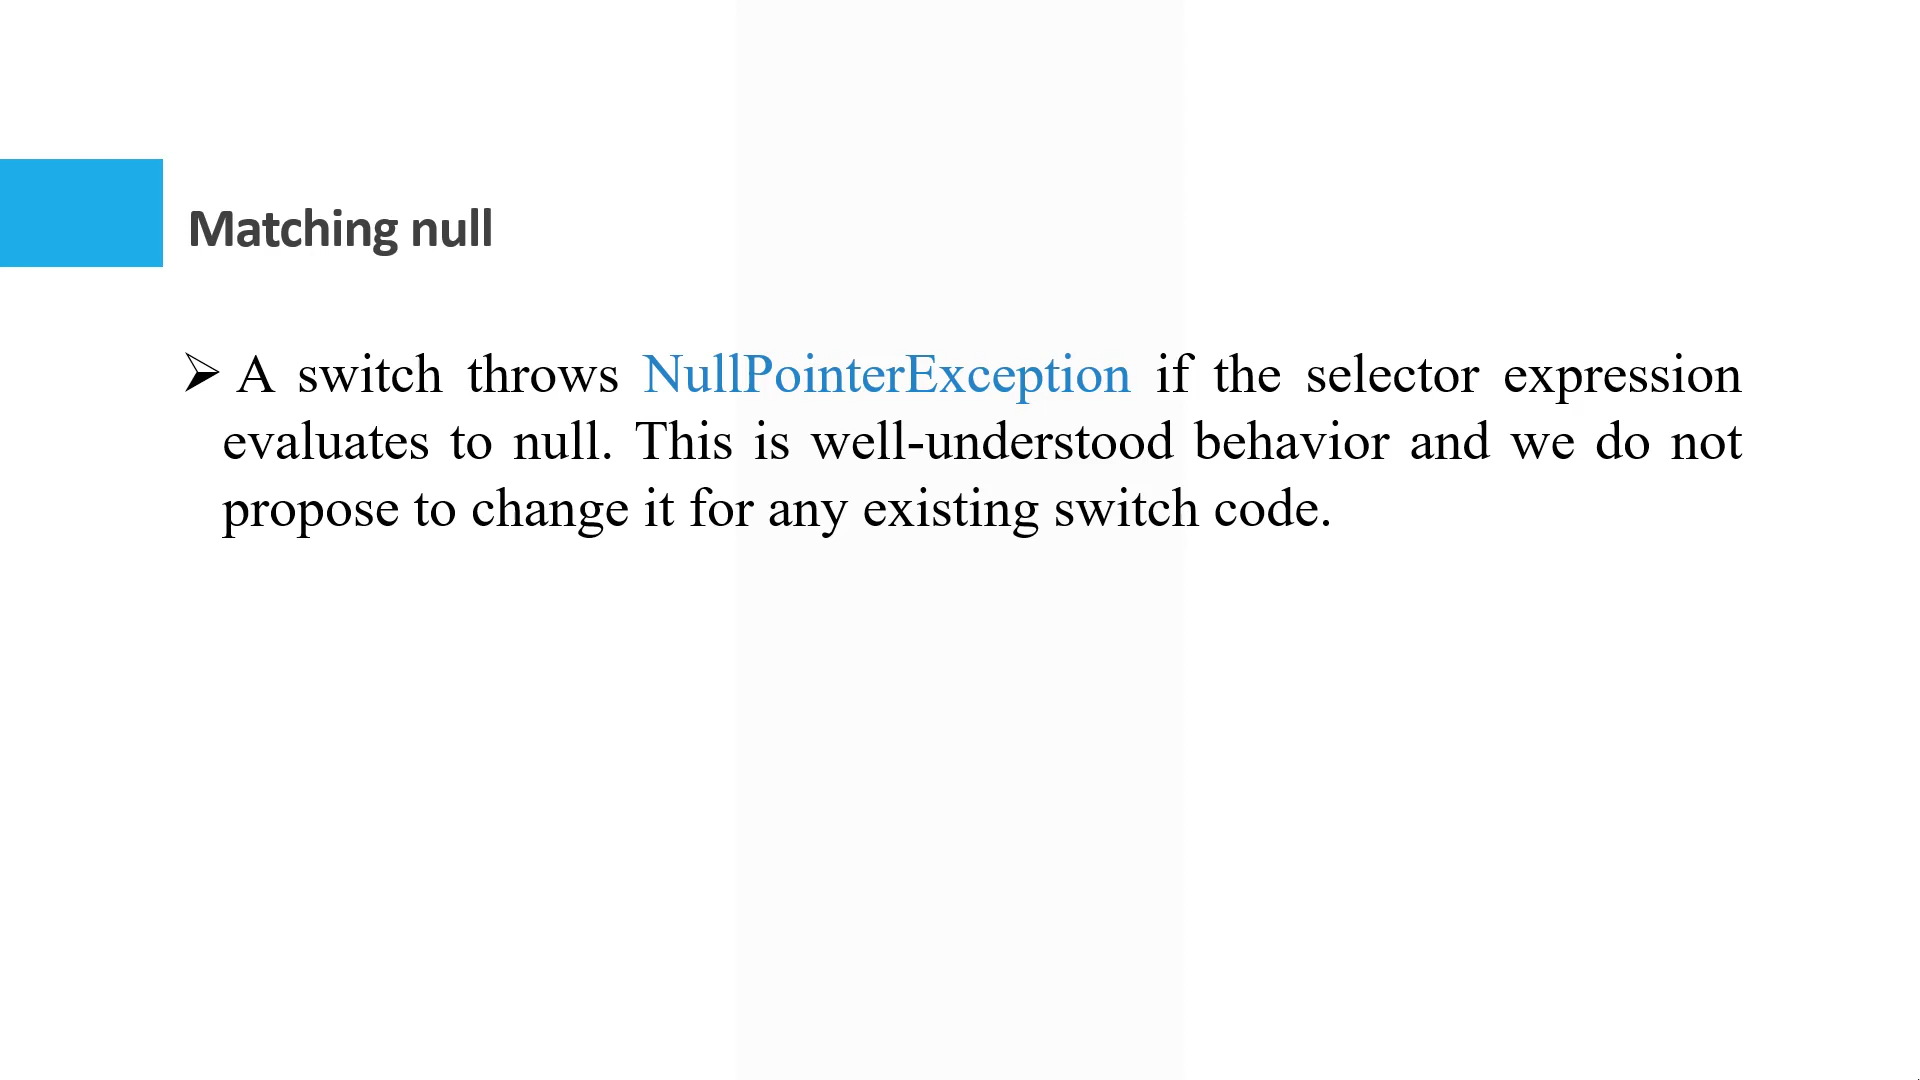 Matching null
➢ A switch throws NullPointerException if the selector expression
evaluates to null. This is well-understood behavior and we do not
propose to change it for any existing switch code.